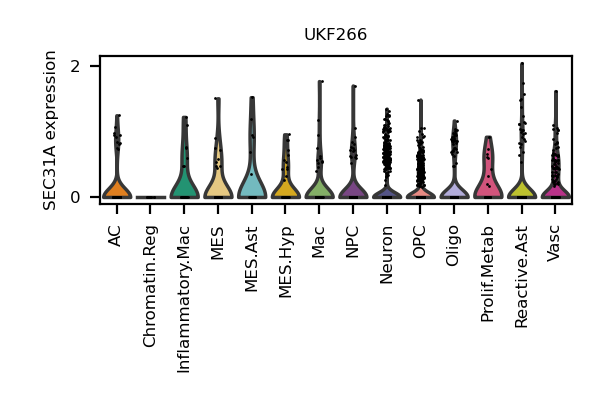 UKF266
SEC31A expression
2
0
AC
Chromatin.Reg
Inflammatory.Mac
MES
MES.Ast
MES.Hyp
Mac
NPC
Neuron
OPC
Oligo
Prolif.Metab
Reactive.Ast
Vasc